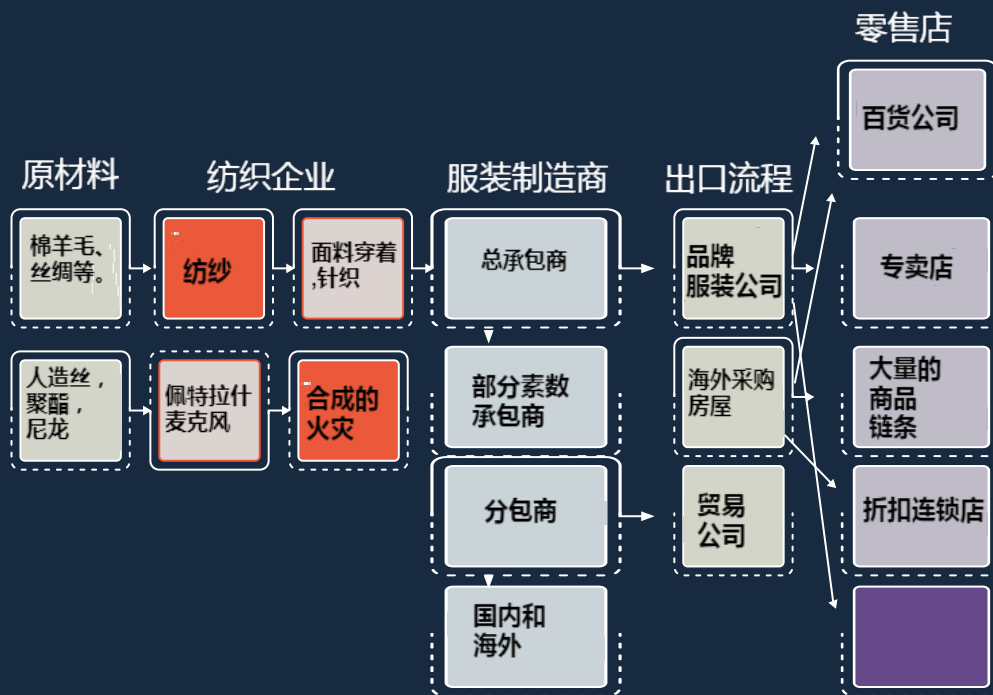 零售店
百货公司
原材料
纺织企业
服装制造商
出口流程
棉羊毛、
丝绸等。
纺纱
面料穿着
,针织
总承包商
品牌
服装公司
专卖店
人造丝，
聚酯，
尼龙
佩特拉什
麦克风
合成的
火灾
部分素数
承包商
海外采购
房屋
大量的
商品
链条
分包商
贸易
公司
折扣连锁店
国内和
海外